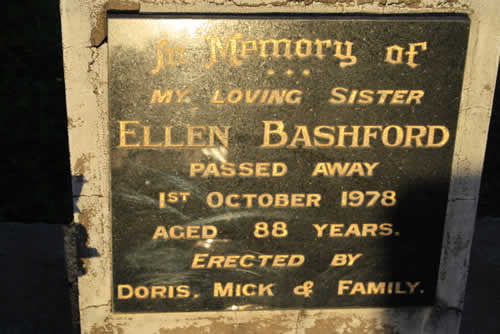 In Memory of
MY LOVING SISTER
ELLEN BASHFORD
PASSED AWAY
1ST OCTOBER 1978
AGED 88 YEARS.
ERECTED BY
DORIS, MICK & FAMILY.